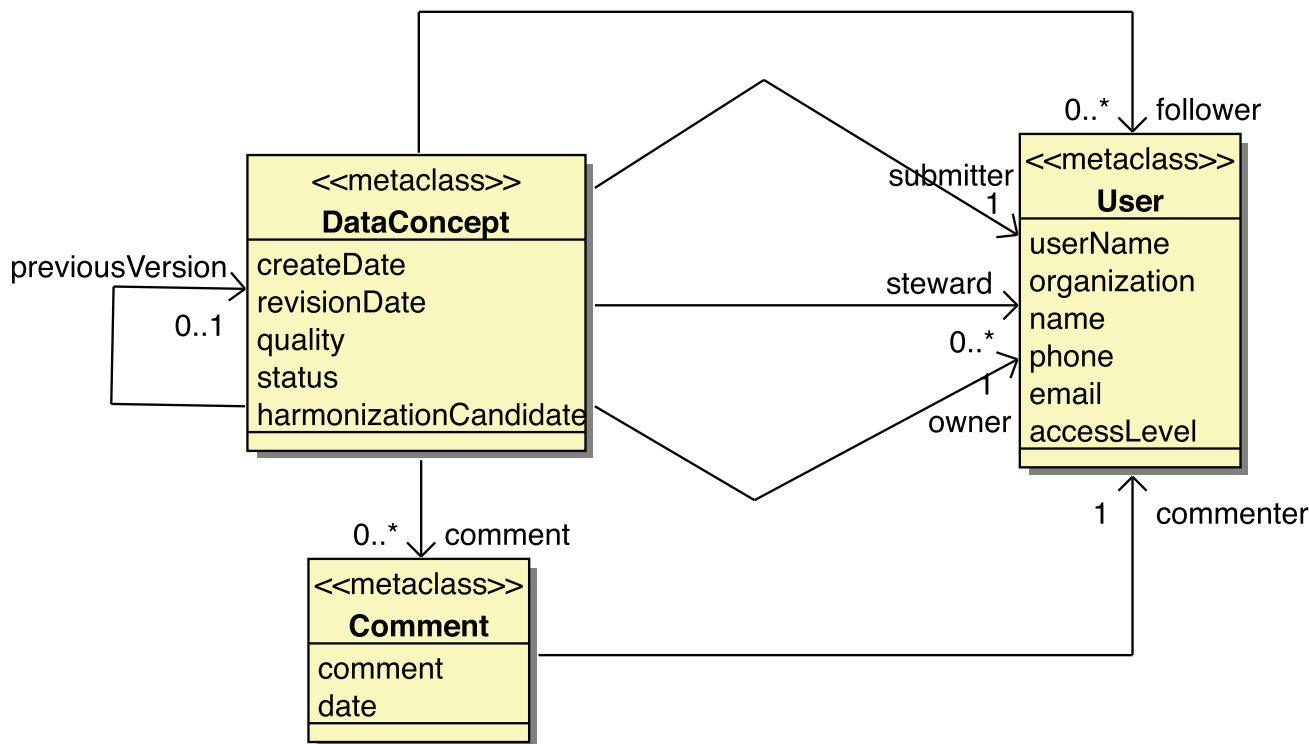 0..* follower
<<metaclass>>
DataConcept
createDate
revisionDate
quality
status
harmonizationCandidate
previousVersion
0..1
submitter
1
steward
0..*
1
owner
<<metaclass>>
User
userName
organization
name
phone
email
accessLevel
0..* comment
1 commenter
<<metaclass>>
Comment
comment
date